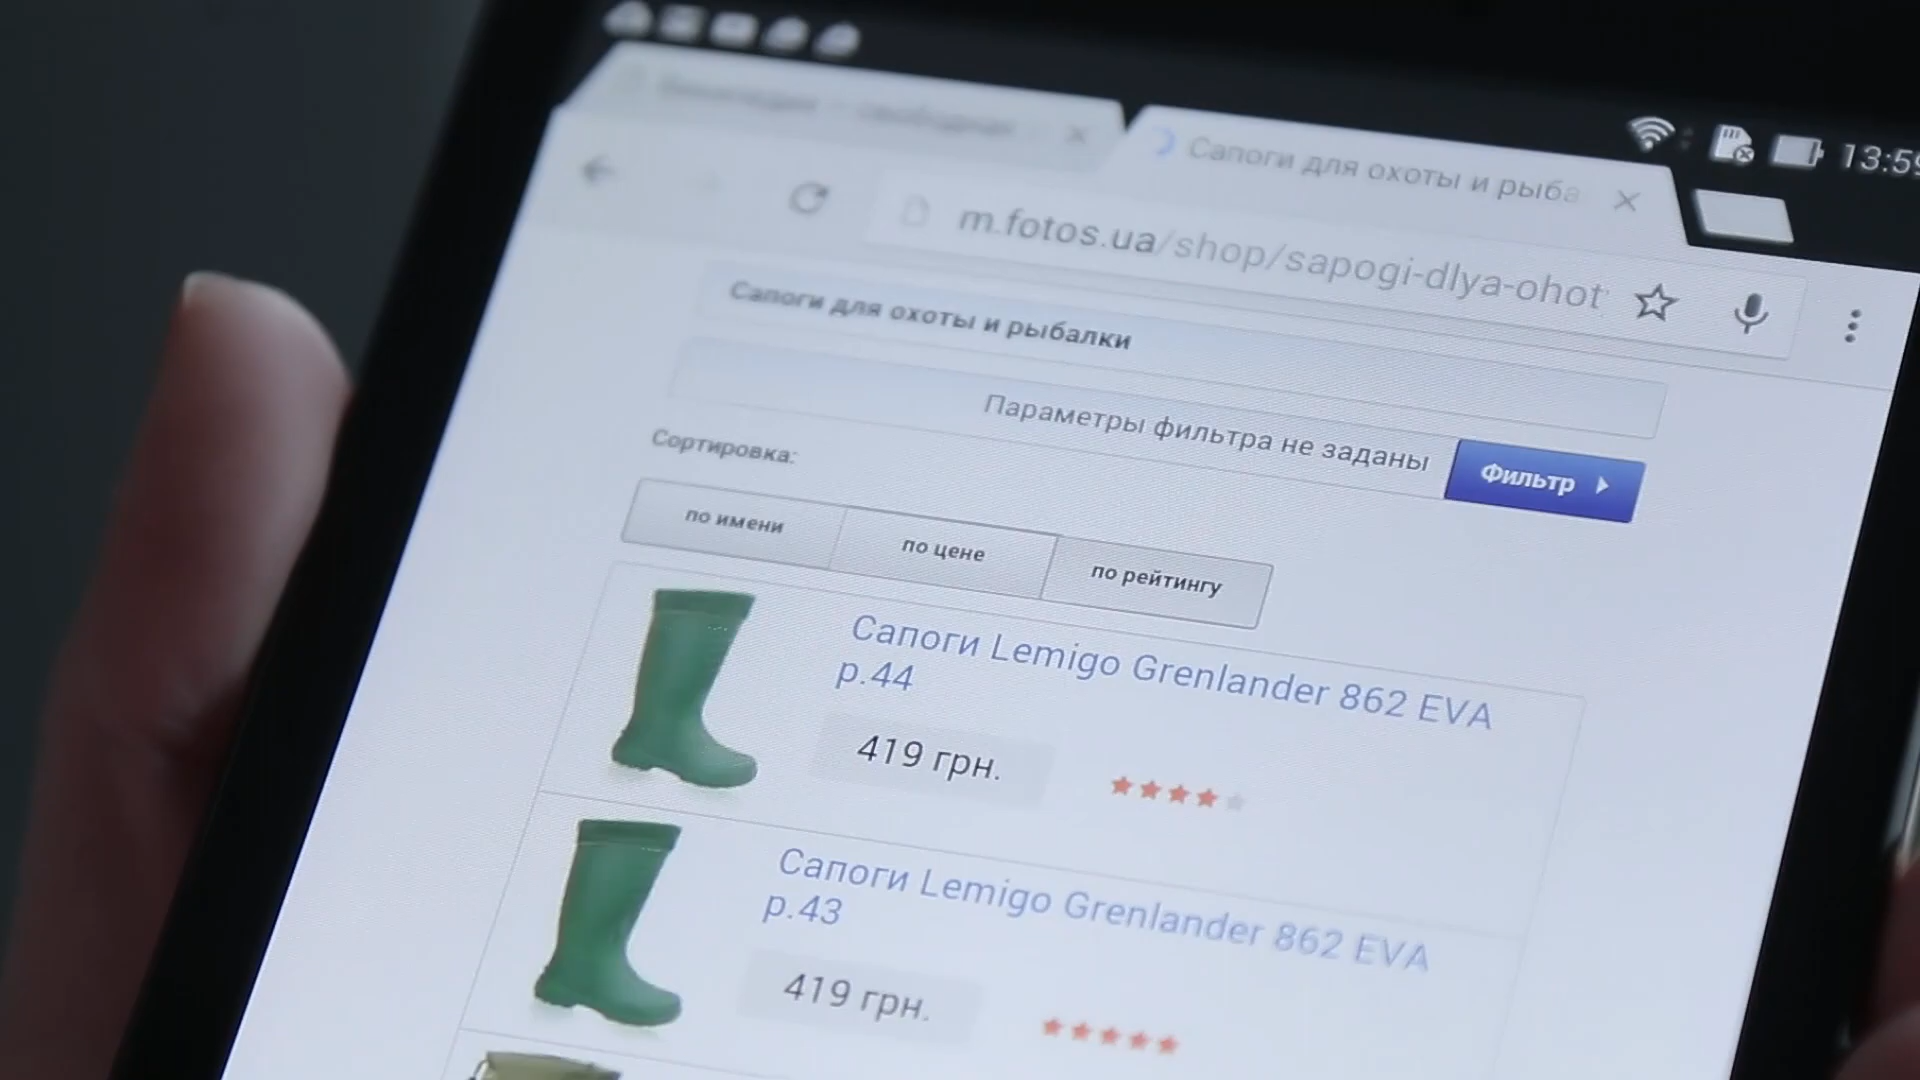 13:59
Сапоги для охоты и рыба
m.fotos.ua/shop/sapogi-dlya-ohot
Сапоги для охоты и рыбалки
Параметры фильтра не заданы
Фильтр
Сортировка:
по имени
по цене
по рейтингу
Сапоги Lemigo Grenlander 862 EVA
р.44
419 грн.
Сапоги Lemigo Grenlander 862 EVA
р.43
419 грн.